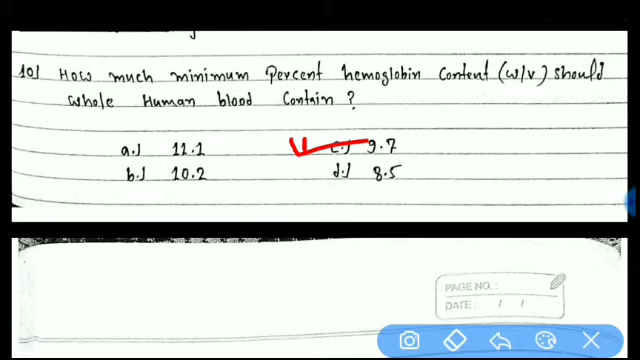 10) How much minimum Percent hemoglobin Content (w/v) should
whole Human blood Contain ?
a.) 11.1 c.) 9.7
b.) 10.2 d.) 8.5
PAGE NO.:
DATE: / /